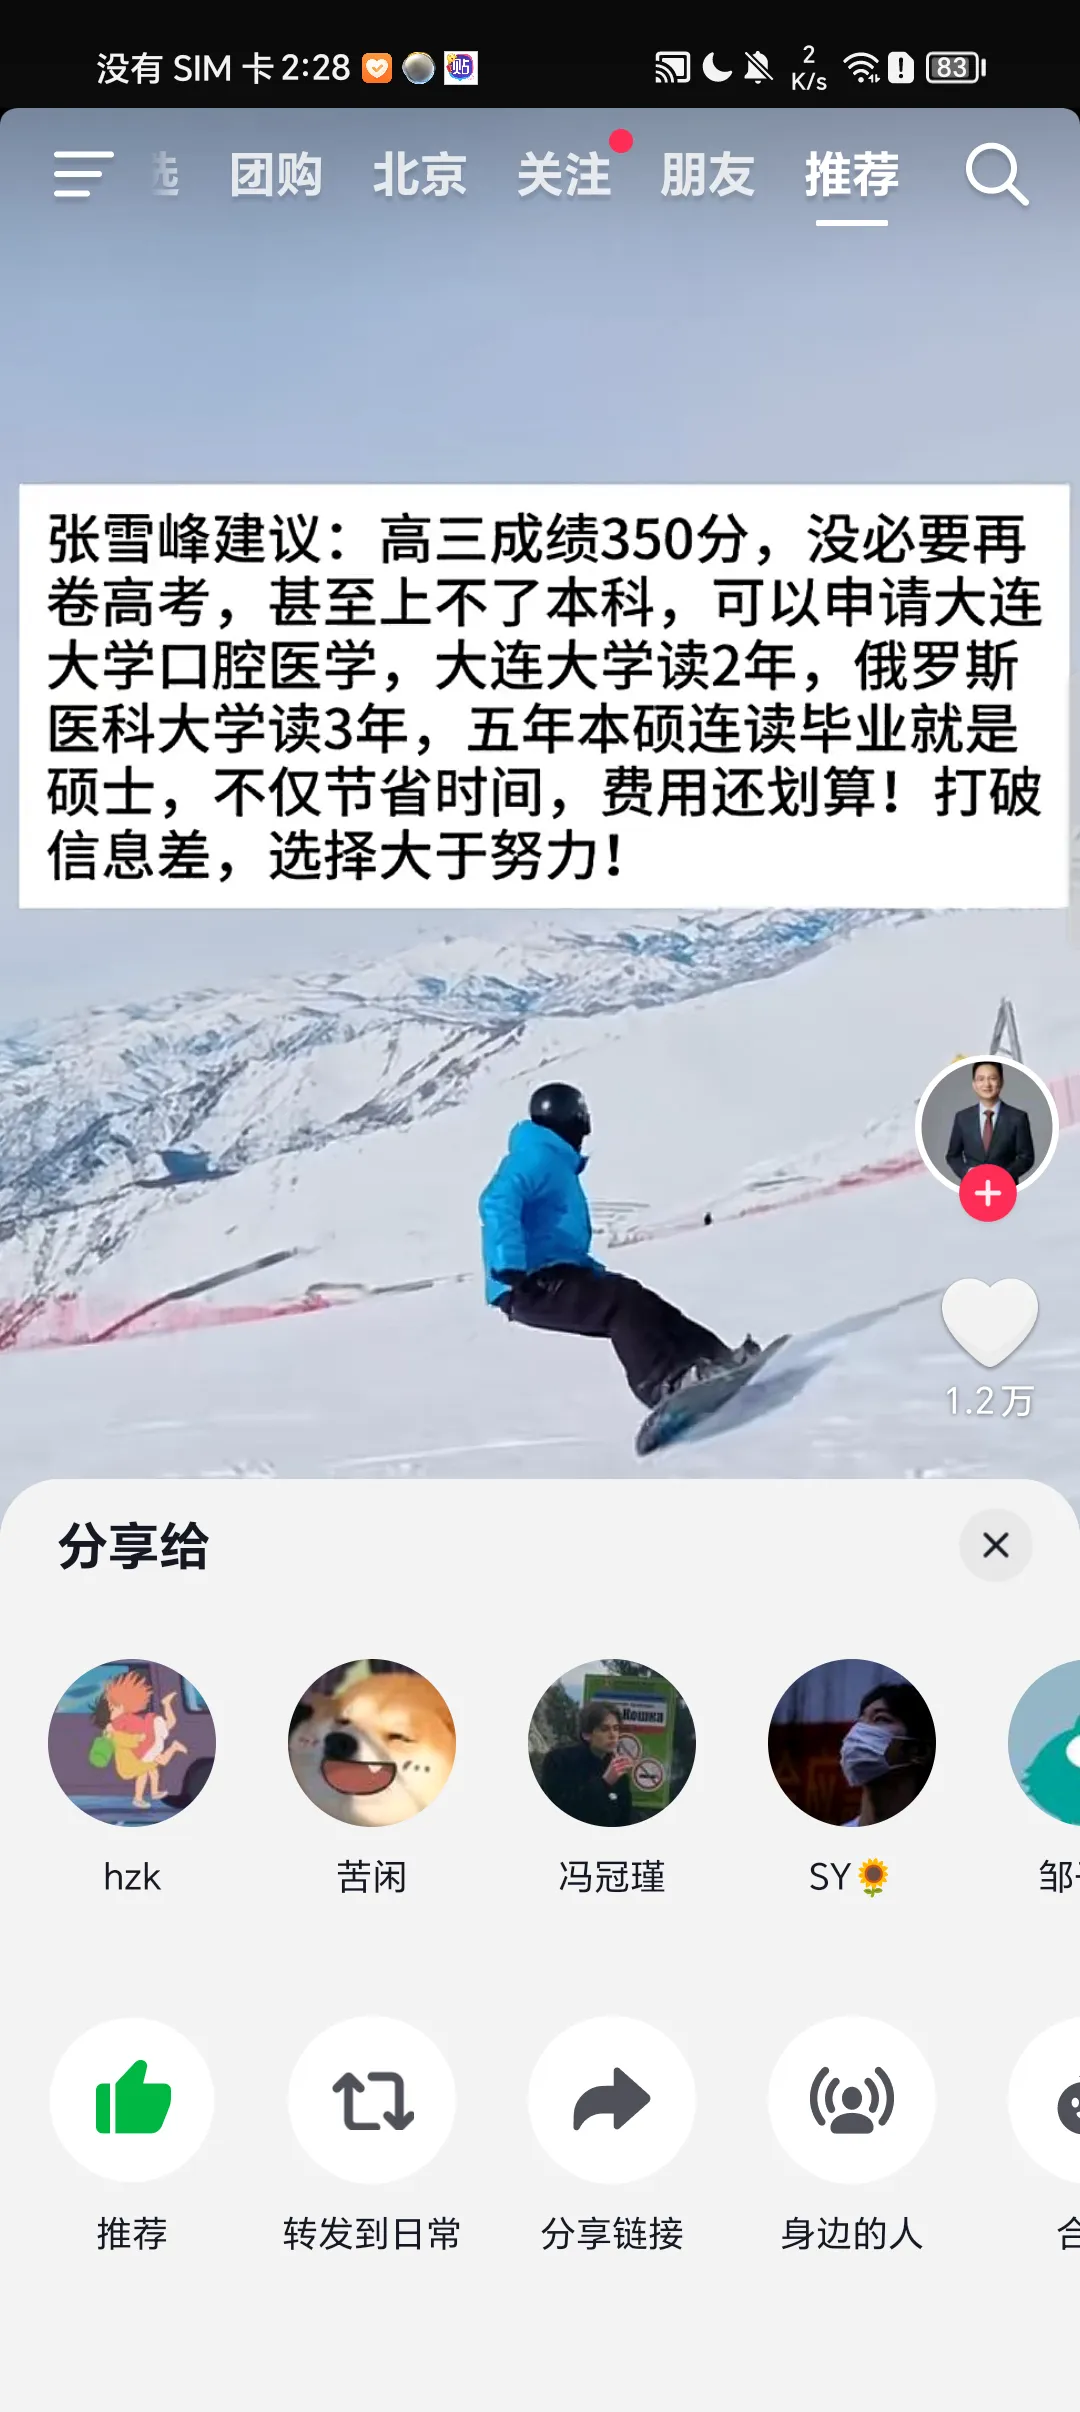 没有 SIM 卡 2:28 贴 2 K/s 83
团购 北京 关注 朋友 推荐
张雪峰建议：高三成绩350分，没必要再
卷高考，甚至上不了本科，可以申请大连
大学口腔医学，大连大学读2年，俄罗斯
医科大学读3年，五年本硕连读毕业就是
硕士，不仅节省时间，费用还划算！打破
信息差，选择大于努力！
1.2万
分享给
Кошка
hzk 苦闲 冯冠瑾 SY
推荐 转发到日常 分享链接 身边的人